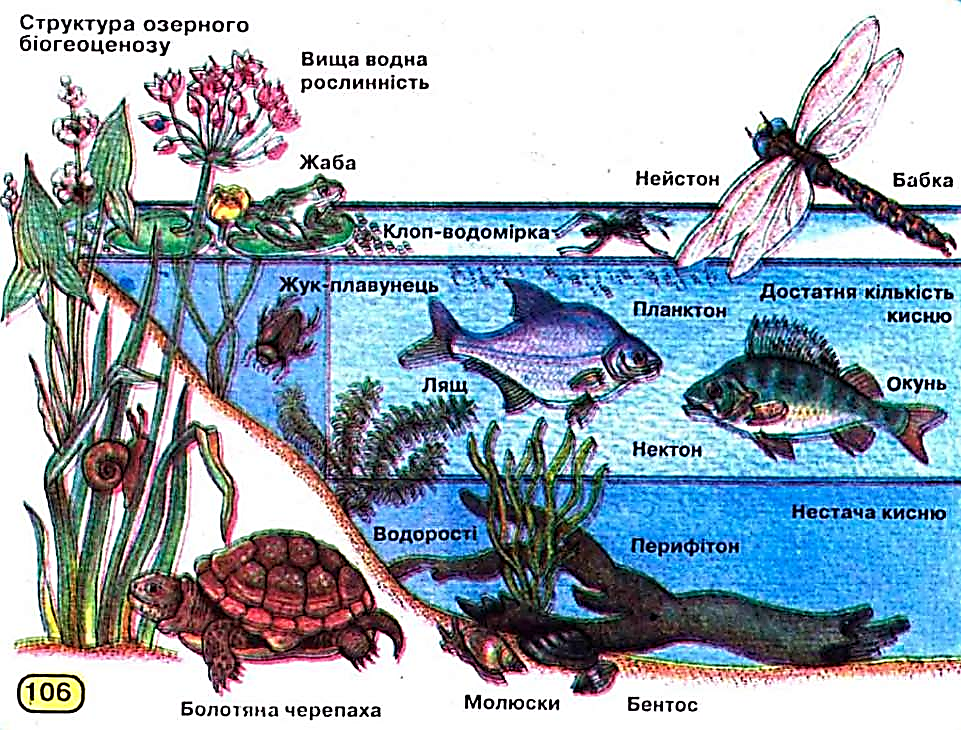 Структура озерного
біогеоценозу
Вища водна
рослинність
Жаба
Нейстон
Бабка
Клоп-водомірка
Жук-плавунець
Планктон
Достатня кількість
кисню
Лящ
Окунь
Нектон
Нестача кисню
Водорості
Перифітон
106
Болотяна черепаха
Молюски
Бентос